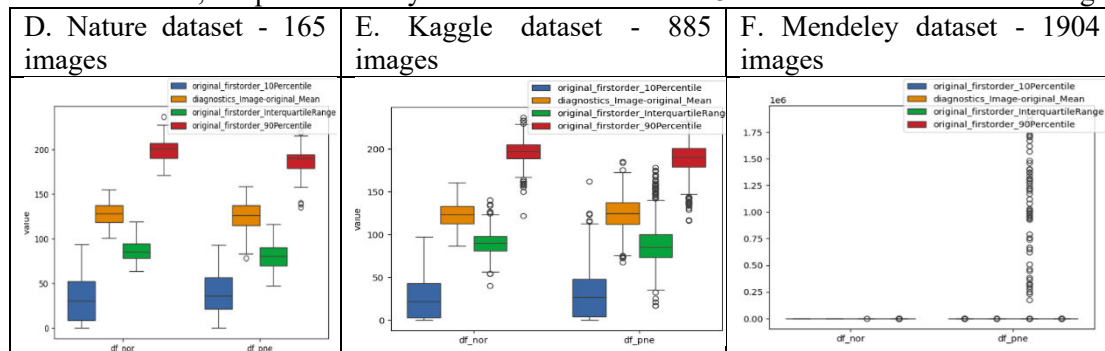 D. Nature dataset - 165 images
E. Kaggle dataset - 885 images
F. Mendeley dataset - 1904 images
original_firstorder_10Percentile
diagnostics_Image-original_Mean
original_firstorder_InterquartileRange
original_firstorder_90Percentile
value
200
150
100
50
0
df_nor
df_pne
original_firstorder_10Percentile
diagnostics_Image-original_Mean
original_firstorder_InterquartileRang
original_firstorder_90Percentile
value
200
150
100
50
0
df_nor
df_pne
1e6
original_firstorder_10Percentile
diagnostics_Image-original_Mean
original_firstorder_InterquartileRange
original_firstorder_90Percentile
1.75
1.50
1.25
1.00
0.75
0.50
0.25
0.00
df_nor
df_pne